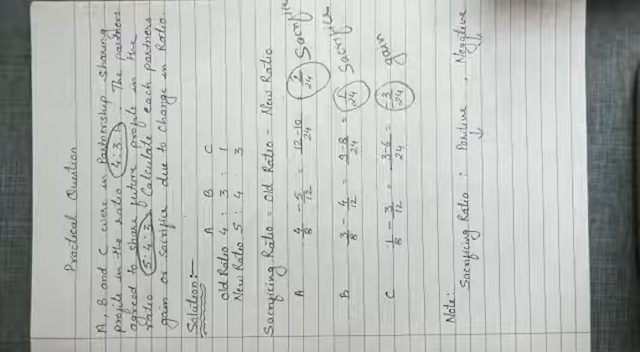 Practical Question
A, B and C were in Partnership sharing
profits in the ratio 4:3:1. The partners
agreed to share future profits in the
ratio 5:4:3. Calculate each partners
gain or sacrifice due to change in Ratio.
Solution:-
A B C
Old Ratio 4 : 3 : 1
New Ratio 5 : 4 : 3
Sacrificing Ratio = Old Ratio - New Ratio
A 4/8 - 5/12 = 12-10/24 = 2/24 Sacrifice
B 3/8 - 4/12 = 9-8/24 = 1/24 Sacrifice
C 1/8 - 3/12 = 3-6/24 = -3/24 gain
Note:
Sacrificing Ratio : Positive , Negative